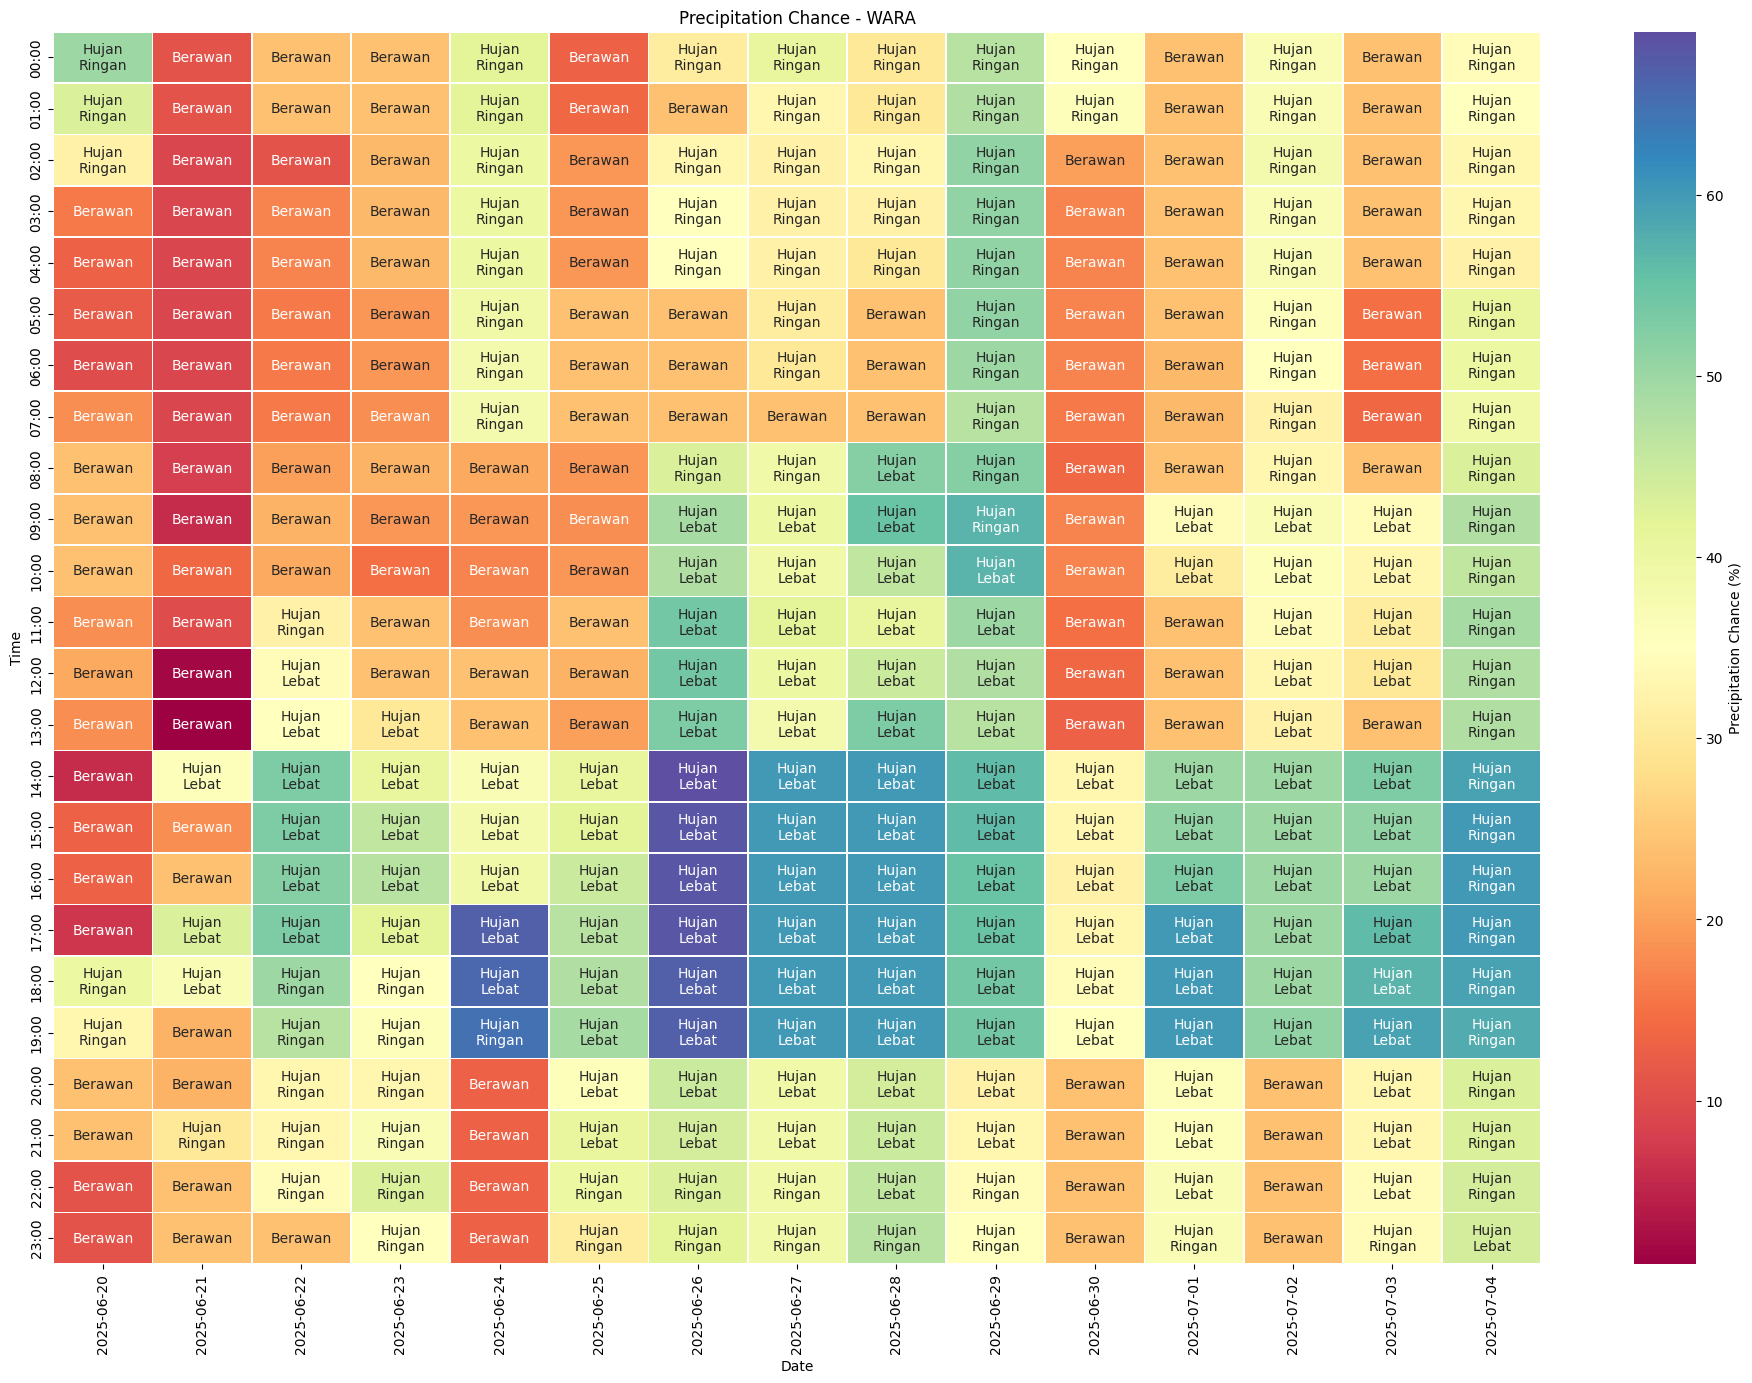 Precipitation Chance - WARA
00:00 Hujan Ringan Berawan Berawan Berawan Hujan Ringan Berawan Hujan Ringan Hujan Ringan Hujan Ringan Hujan Ringan Hujan Ringan Berawan Hujan Ringan Berawan Hujan Ringan
01:00 Hujan Ringan Berawan Berawan Berawan Hujan Ringan Berawan Berawan Hujan Ringan Hujan Ringan Hujan Ringan Hujan Ringan Berawan Hujan Ringan Berawan Hujan Ringan
02:00 Hujan Ringan Berawan Berawan Berawan Hujan Ringan Berawan Hujan Ringan Hujan Ringan Hujan Ringan Hujan Ringan Berawan Berawan Hujan Ringan Berawan Hujan Ringan
03:00 Berawan Berawan Berawan Berawan Hujan Ringan Berawan Hujan Ringan Hujan Ringan Hujan Ringan Hujan Ringan Berawan Berawan Hujan Ringan Berawan Hujan Ringan
04:00 Berawan Berawan Berawan Berawan Hujan Ringan Berawan Hujan Ringan Hujan Ringan Hujan Ringan Hujan Ringan Berawan Berawan Hujan Ringan Berawan Hujan Ringan
05:00 Berawan Berawan Berawan Berawan Hujan Ringan Berawan Berawan Hujan Ringan Berawan Hujan Ringan Berawan Berawan Hujan Ringan Berawan Hujan Ringan
06:00 Berawan Berawan Berawan Berawan Hujan Ringan Berawan Berawan Hujan Ringan Berawan Hujan Ringan Berawan Berawan Hujan Ringan Berawan Hujan Ringan
07:00 Berawan Berawan Berawan Berawan Hujan Ringan Berawan Berawan Berawan Berawan Hujan Ringan Berawan Berawan Hujan Ringan Berawan Hujan Ringan
08:00 Berawan Berawan Berawan Berawan Berawan Berawan Hujan Ringan Hujan Ringan Hujan Lebat Hujan Ringan Berawan Berawan Hujan Ringan Berawan Hujan Ringan
09:00 Berawan Berawan Berawan Berawan Berawan Berawan Hujan Lebat Hujan Lebat Hujan Lebat Hujan Ringan Berawan Hujan Lebat Hujan Lebat Hujan Lebat Hujan Ringan
10:00 Berawan Berawan Berawan Berawan Berawan Berawan Hujan Lebat Hujan Lebat Hujan Lebat Hujan Lebat Berawan Hujan Lebat Hujan Lebat Hujan Lebat Hujan Ringan
11:00 Berawan Berawan Hujan Ringan Berawan Berawan Berawan Hujan Lebat Hujan Lebat Hujan Lebat Hujan Lebat Berawan Berawan Hujan Lebat Hujan Lebat Hujan Ringan
12:00 Berawan Berawan Hujan Lebat Berawan Berawan Berawan Hujan Lebat Hujan Lebat Hujan Lebat Hujan Lebat Berawan Berawan Hujan Lebat Hujan Lebat Hujan Ringan
13:00 Berawan Berawan Hujan Lebat Hujan Lebat Berawan Berawan Hujan Lebat Hujan Lebat Hujan Lebat Hujan Lebat Berawan Berawan Hujan Lebat Berawan Hujan Ringan
14:00 Berawan Hujan Lebat Hujan Lebat Hujan Lebat Hujan Lebat Hujan Lebat Hujan Lebat Hujan Lebat Hujan Lebat Hujan Lebat Hujan Lebat Hujan Lebat Hujan Lebat Hujan Lebat Hujan Ringan
15:00 Berawan Berawan Hujan Lebat Hujan Lebat Hujan Lebat Hujan Lebat Hujan Lebat Hujan Lebat Hujan Lebat Hujan Lebat Hujan Lebat Hujan Lebat Hujan Lebat Hujan Lebat Hujan Ringan
16:00 Berawan Berawan Hujan Lebat Hujan Lebat Hujan Lebat Hujan Lebat Hujan Lebat Hujan Lebat Hujan Lebat Hujan Lebat Hujan Lebat Hujan Lebat Hujan Lebat Hujan Lebat Hujan Ringan
17:00 Berawan Hujan Lebat Hujan Lebat Hujan Lebat Hujan Lebat Hujan Lebat Hujan Lebat Hujan Lebat Hujan Lebat Hujan Lebat Hujan Lebat Hujan Lebat Hujan Lebat Hujan Lebat Hujan Ringan
18:00 Hujan Ringan Hujan Lebat Hujan Ringan Hujan Ringan Hujan Lebat Hujan Lebat Hujan Lebat Hujan Lebat Hujan Lebat Hujan Lebat Hujan Lebat Hujan Lebat Hujan Lebat Hujan Lebat Hujan Ringan
19:00 Hujan Ringan Berawan Hujan Ringan Hujan Ringan Hujan Ringan Hujan Lebat Hujan Lebat Hujan Lebat Hujan Lebat Hujan Lebat Hujan Lebat Hujan Lebat Hujan Lebat Hujan Lebat Hujan Ringan
20:00 Berawan Berawan Hujan Ringan Hujan Ringan Berawan Hujan Lebat Hujan Lebat Hujan Lebat Hujan Lebat Hujan Lebat Berawan Hujan Lebat Berawan Hujan Lebat Hujan Ringan
21:00 Berawan Hujan Ringan Hujan Ringan Hujan Ringan Berawan Hujan Lebat Hujan Lebat Hujan Lebat Hujan Lebat Hujan Lebat Berawan Hujan Lebat Berawan Hujan Lebat Hujan Ringan
22:00 Berawan Berawan Hujan Ringan Hujan Ringan Berawan Hujan Ringan Hujan Ringan Hujan Ringan Hujan Lebat Hujan Ringan Berawan Hujan Lebat Berawan Hujan Lebat Hujan Ringan
23:00 Berawan Berawan Berawan Hujan Ringan Berawan Hujan Ringan Hujan Ringan Hujan Ringan Hujan Ringan Hujan Ringan Berawan Hujan Ringan Berawan Hujan Ringan Hujan Lebat
Time
2025-06-20 2025-06-21 2025-06-22 2025-06-23 2025-06-24 2025-06-25 2025-06-26 2025-06-27 2025-06-28 2025-06-29 2025-06-30 2025-07-01 2025-07-02 2025-07-03 2025-07-04
Date
60
50
40
30
20
10
Precipitation Chance (%)